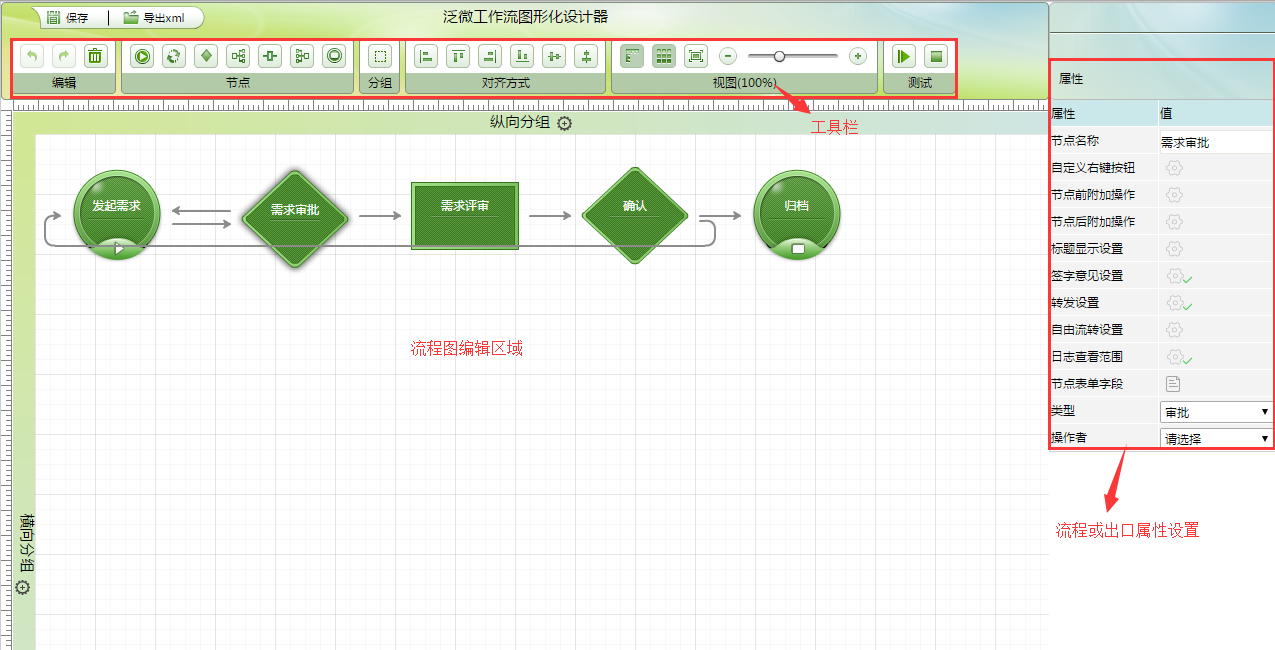 保存 导出xml
泛微工作流图形化设计器
编辑 节点 分组 对齐方式 视图(100%) 测试
工具栏
纵向分组
发起需求 需求审批 需求评审 确认 归档
流程图编辑区域
横向分组
属性
属性 值
节点名称 需求审批
自定义右键按钮
节点前附加操作
节点后附加操作
标题显示设置
签字意见设置
转发设置
自由流转设置
日志查看范围
节点表单字段
类型 审批
操作者 请选择
流程或出口属性设置